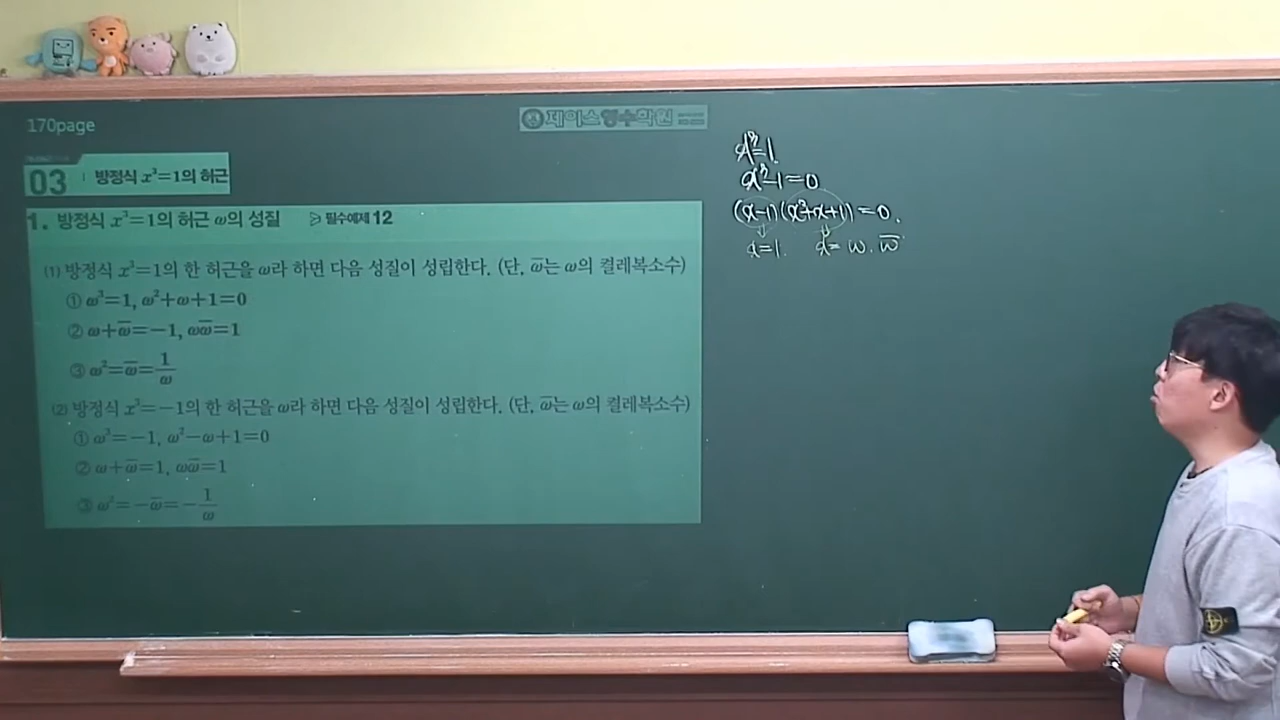 170page
제이스영수학원
03 방정식 x³=1의 허근
1. 방정식 x³=1의 허근 ω의 성질 필수예제 12
(1) 방정식 x³=1의 한 허근을 ω라 하면 다음 성질이 성립한다. (단, ω̅는 ω의 켤레복소수)
① ω³=1, ω²+ω+1=0
② ω+ω̅=-1, ωω̅=1
③ ω²=ω̅=1/ω
(2) 방정식 x³=-1의 한 허근을 ω라 하면 다음 성질이 성립한다. (단, ω̅는 ω의 켤레복소수)
① ω³=-1, ω²-ω+1=0
② ω+ω̅=1, ωω̅=1
③ ω²=-ω̅=-1/ω
x³=1.
x³-1=0
(x-1)(x²+x+1)=0.
x=1. x=ω. ω̅